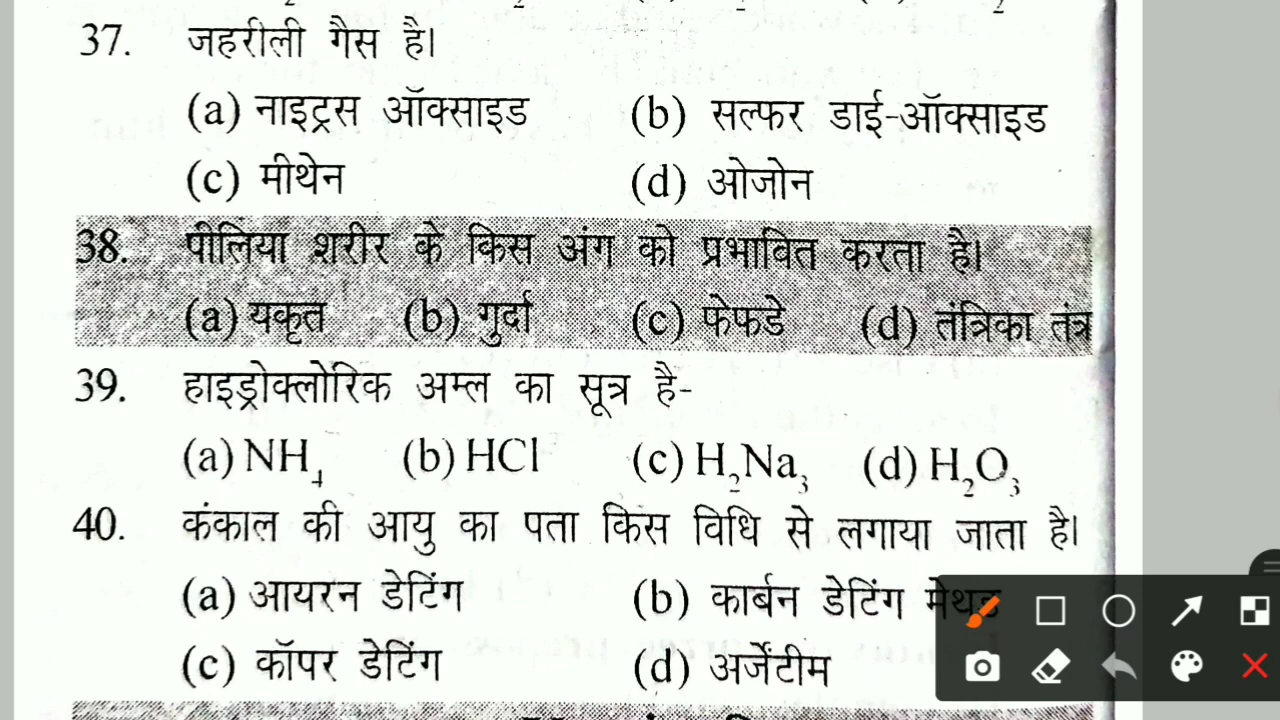 37. जहरीली गैस है।
(a) नाइट्रस ऑक्साइड (b) सल्फर डाई-ऑक्साइड
(c) मीथेन (d) ओजोन
38. पीलिया शरीर के किस अंग को प्रभावित करता है।
(a) यकृत (b) गुर्दा (c) फेफडे (d) तंत्रिका तंत्र
39. हाइड्रोक्लोरिक अम्ल का सूत्र है-
(a) NH₄ (b) HCl (c) H₂Na₃ (d) H₂O₃
40. कंकाल की आयु का पता किस विधि से लगाया जाता है।
(a) आयरन डेटिंग (b) कार्बन डेटिंग मेथड
(c) कॉपर डेटिंग (d) अर्जेंटीम